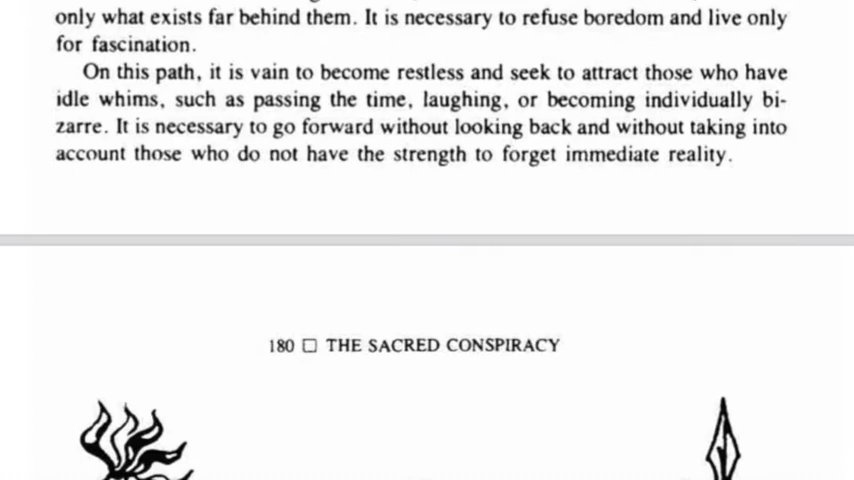 only what exists far behind them. It is necessary to refuse boredom and live only
for fascination.
On this path, it is vain to become restless and seek to attract those who have
idle whims, such as passing the time, laughing, or becoming individually bi-
zarre. It is necessary to go forward without looking back and without taking into
account those who do not have the strength to forget immediate reality.
180 □ THE SACRED CONSPIRACY